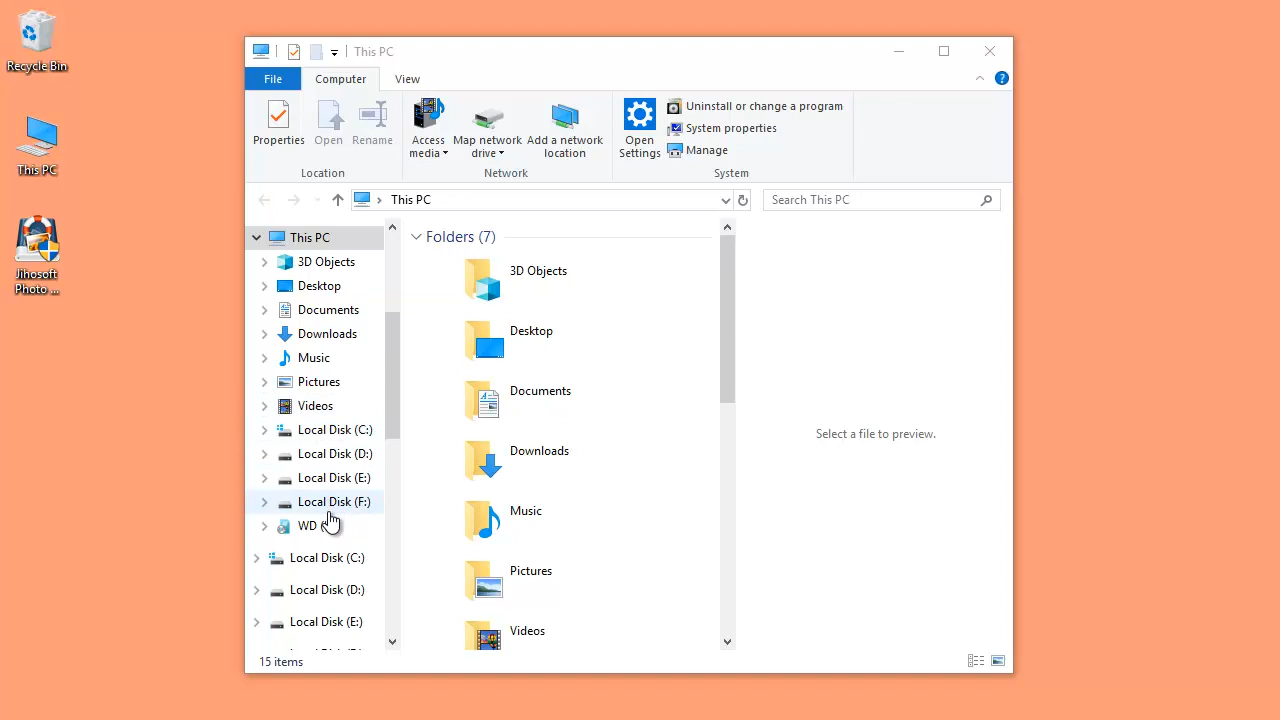 Recycle Bin
This PC
Jihosoft
Photo ...
This PC
File
Computer
View
Properties
Open
Rename
Access
media
Map network
drive
Add a network
location
Open
Settings
Uninstall or change a program
System properties
Manage
Location
Network
System
This PC
Search This PC
This PC
3D Objects
Desktop
Documents
Downloads
Music
Pictures
Videos
Local Disk (C:)
Local Disk (D:)
Local Disk (E:)
Local Disk (F:)
WD
Local Disk (C:)
Local Disk (D:)
Local Disk (E:)
Folders (7)
3D Objects
Desktop
Documents
Downloads
Music
Pictures
Videos
Select a file to preview.
15 items